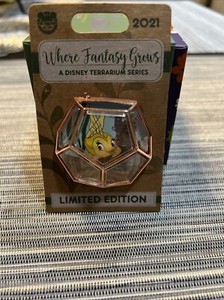 2021
Where Fantasy Grows
A DISNEY TERRARIUM SERIES
LIMITED EDITION